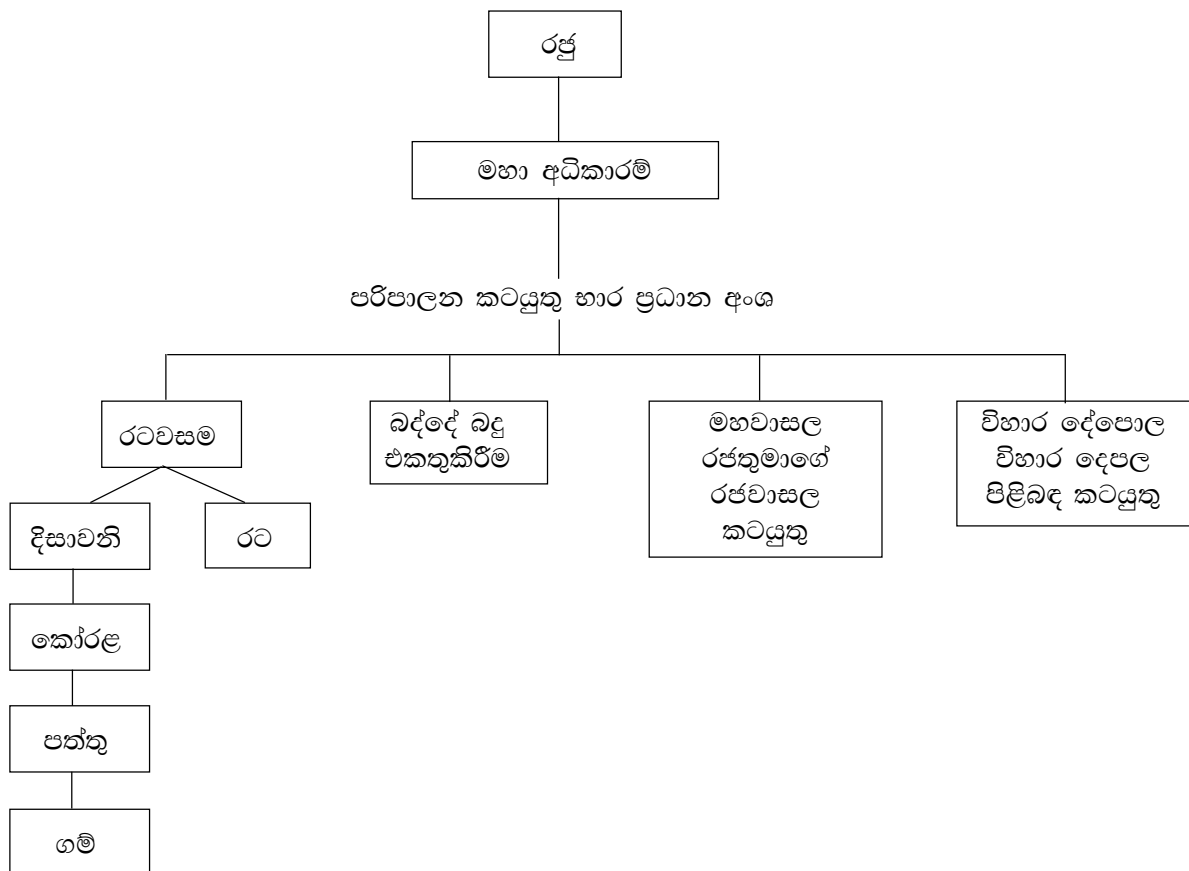 රජු
මහා අධිකාරම්
පරිපාලන කටයුතු භාර ප්‍රධාන අංශ
රටවසම
බද්දේ බදු
එකතුකිරීම
මහවාසල
රජතුමාගේ
රජවාසල
කටයුතු
විහාර දේපොල
විහාර දෙපල
පිළිබඳ කටයුතු
දිසාවනි
රට
කෝරළ
පත්තු
ගම්